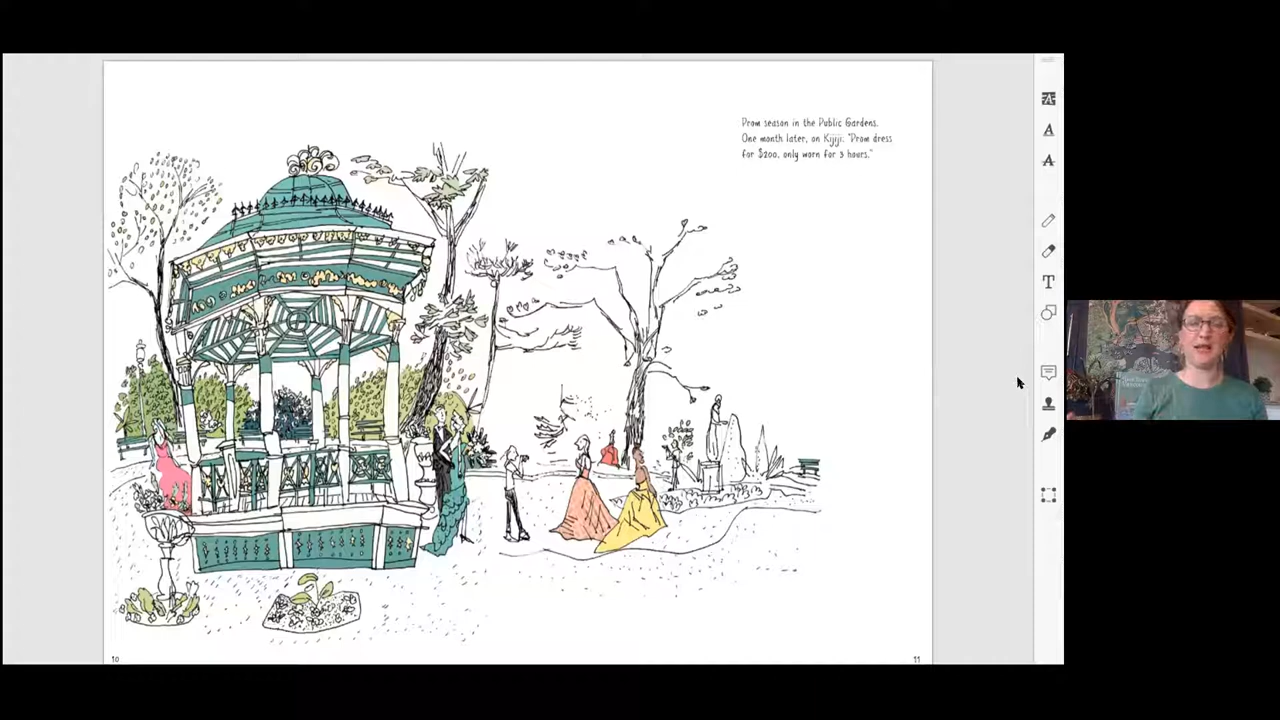 Prom season in the Public Gardens.
One month later, on Kijiji: "Prom dress
for $200, only worn for 3 hours."
10
11